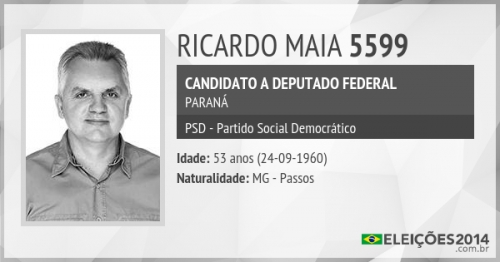 RICARDO MAIA 5599
CANDIDATO A DEPUTADO FEDERAL
PARANÁ
PSD - Partido Social Democrático
Idade: 53 anos (24-09-1960)
Naturalidade: MG - Passos
ELEIÇÕES2014
.com.br